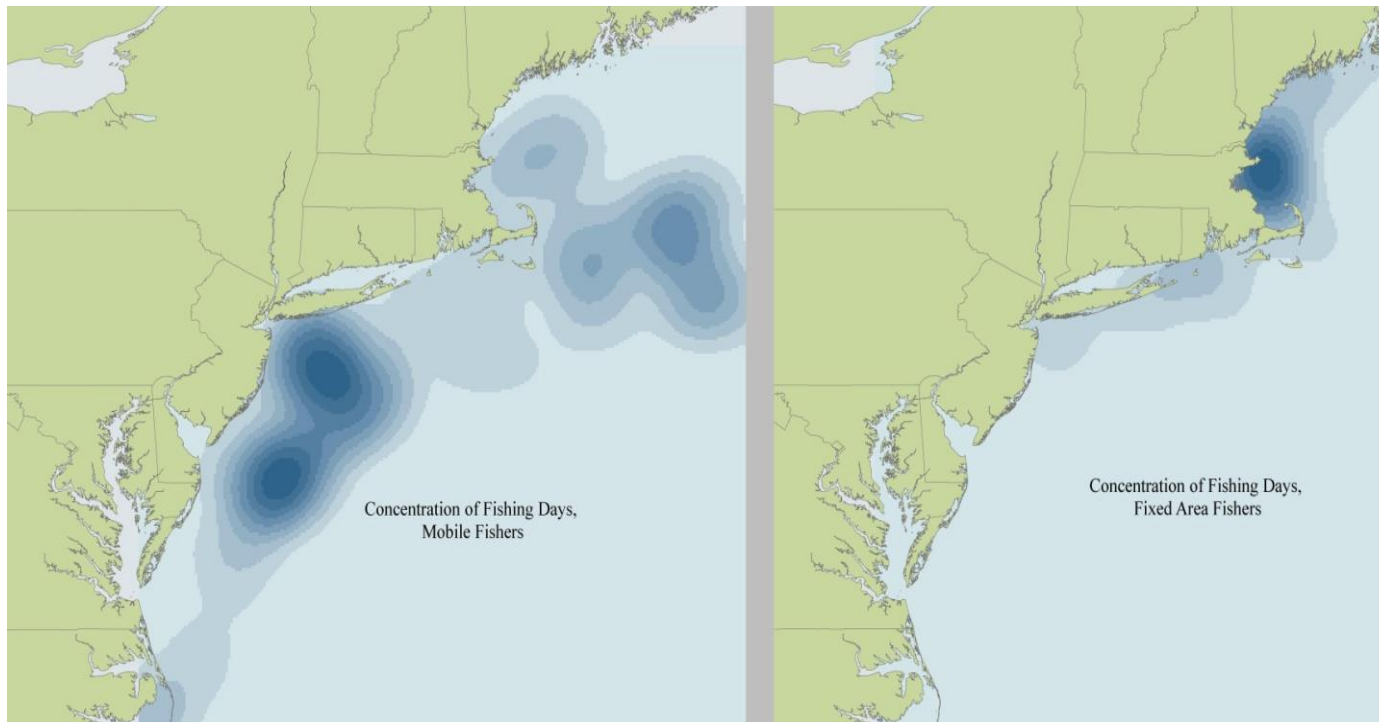 Concentration of Fishing Days,
Mobile Fishers
Concentration of Fishing Days,
Fixed Area Fishers